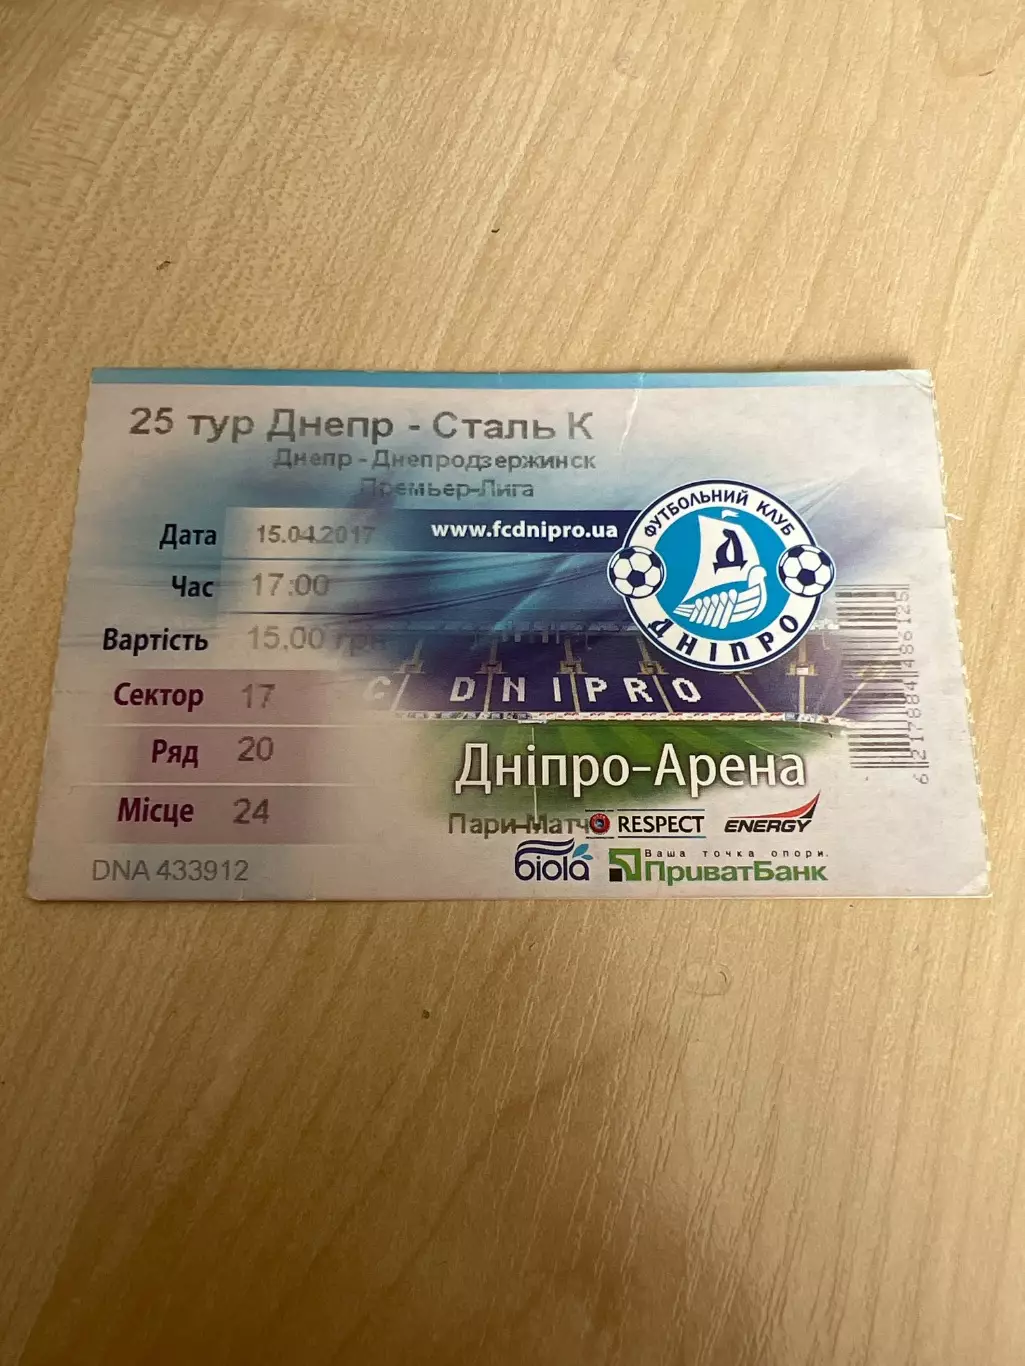 25 тур Днепр - Сталь К
Днепр - Днепродзержинск
Премьер-Лига
Дата 15.04.2017 www.fcdnipro.ua
Час 17:00
Вартість 15,00 грн
Сектор 17
Ряд 20
Місце 24
DNA 433912
ФУТБОЛЬНИЙ КЛУБ
Д
ДНІПРО
C DNIPRO
Дніпро-Арена
Пари-Матч RESPECT ENERGY
biola
Ваша точка опори.
ПриватБанк
6217884486125